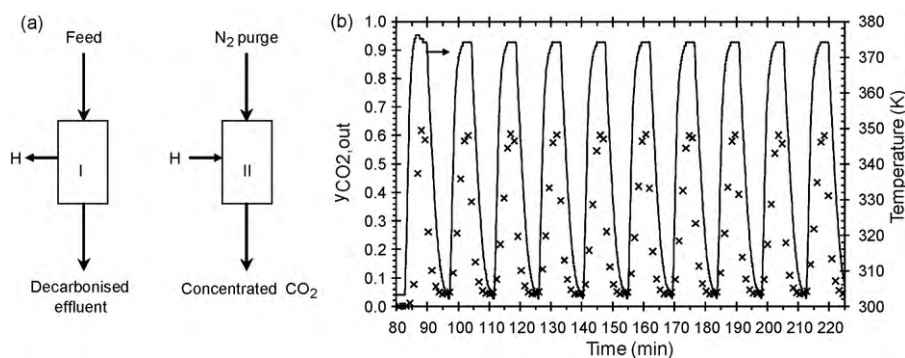 (a)
Feed
N2 purge
H
I
H
II
Decarbonised
effluent
Concentrated CO2
(b)
1.0
0.9
0.8
0.7
0.6
0.5
0.4
0.3
0.2
0.1
0.0
yCO2,out
380
370
360
350
340
330
320
310
300
Temperature (K)
80 90 100 110 120 130 140 150 160 170 180 190 200 210 220
Time (min)